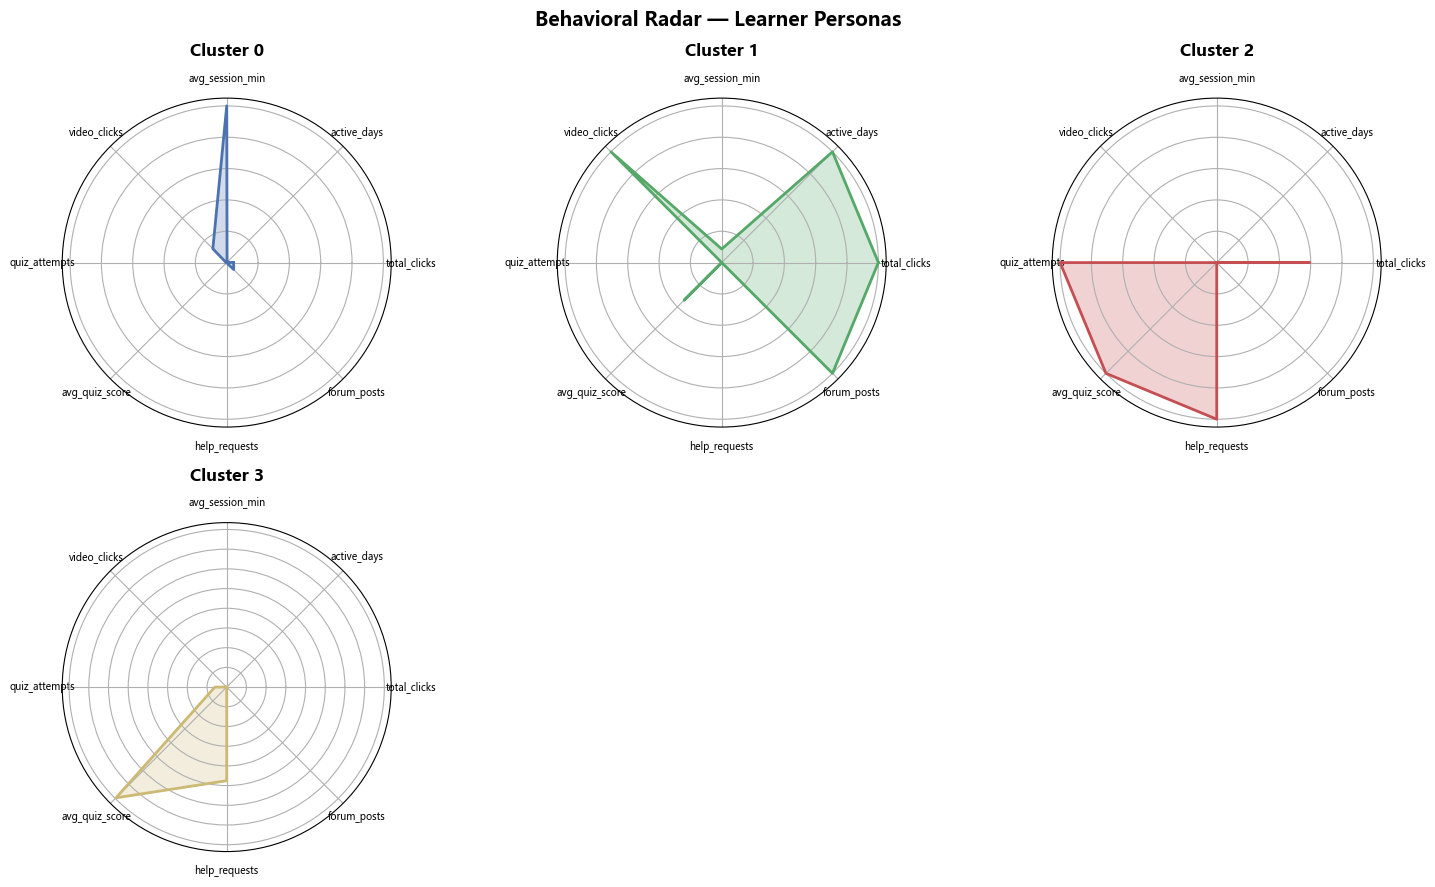 Behavioral Radar — Learner Personas
Cluster 0
avg_session_min
video_clicks
active_days
quiz_attempts
total_clicks
avg_quiz_score
forum_posts
help_requests
Cluster 1
avg_session_min
video_clicks
active_days
quiz_attempts
total_clicks
avg_quiz_score
forum_posts
help_requests
Cluster 2
avg_session_min
video_clicks
active_days
quiz_attempts
total_clicks
avg_quiz_score
forum_posts
help_requests
Cluster 3
avg_session_min
video_clicks
active_days
quiz_attempts
total_clicks
avg_quiz_score
forum_posts
help_requests